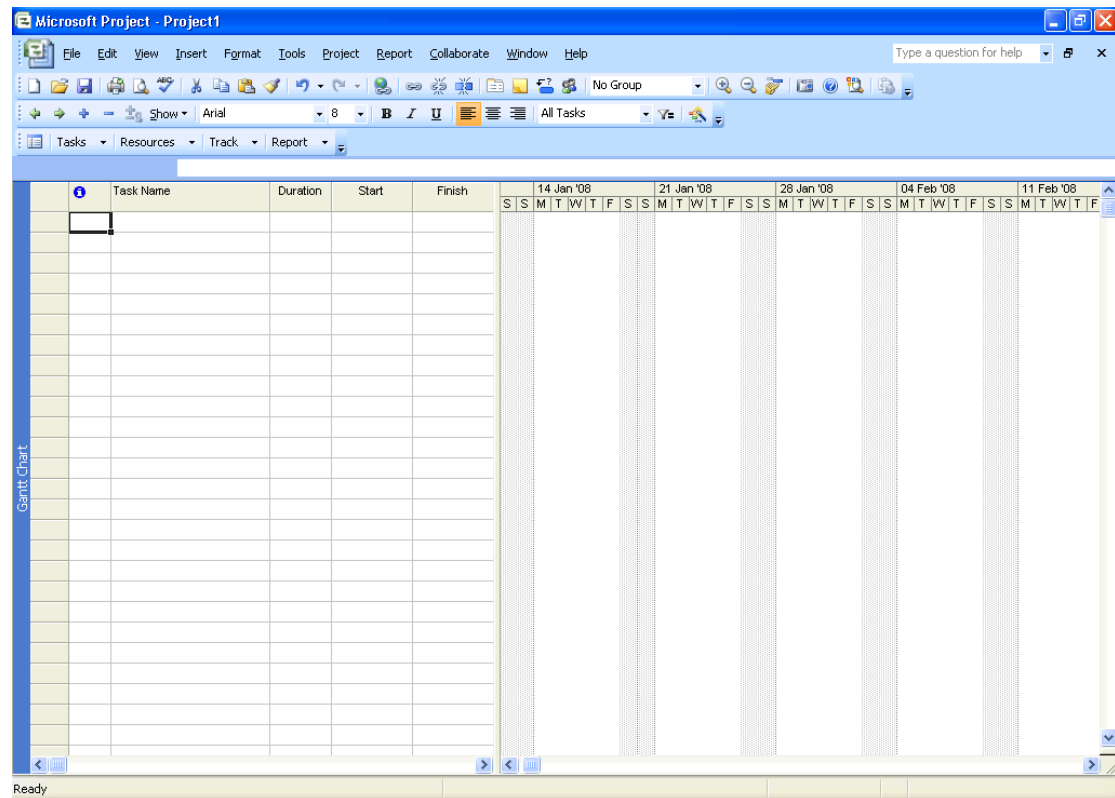 Microsoft Project - Project1
File Edit View Insert Format Tools Project Report Collaborate Window Help Type a question for help
No Group
Show Arial 8 B I U All Tasks
Tasks Resources Track Report
Task Name Duration Start Finish 14 Jan '08 21 Jan '08 28 Jan '08 04 Feb '08 11 Feb '08
S S M T W T F S S M T W T F S S M T W T F S S M T W T F S S M T W T F
Gantt Chart
Ready